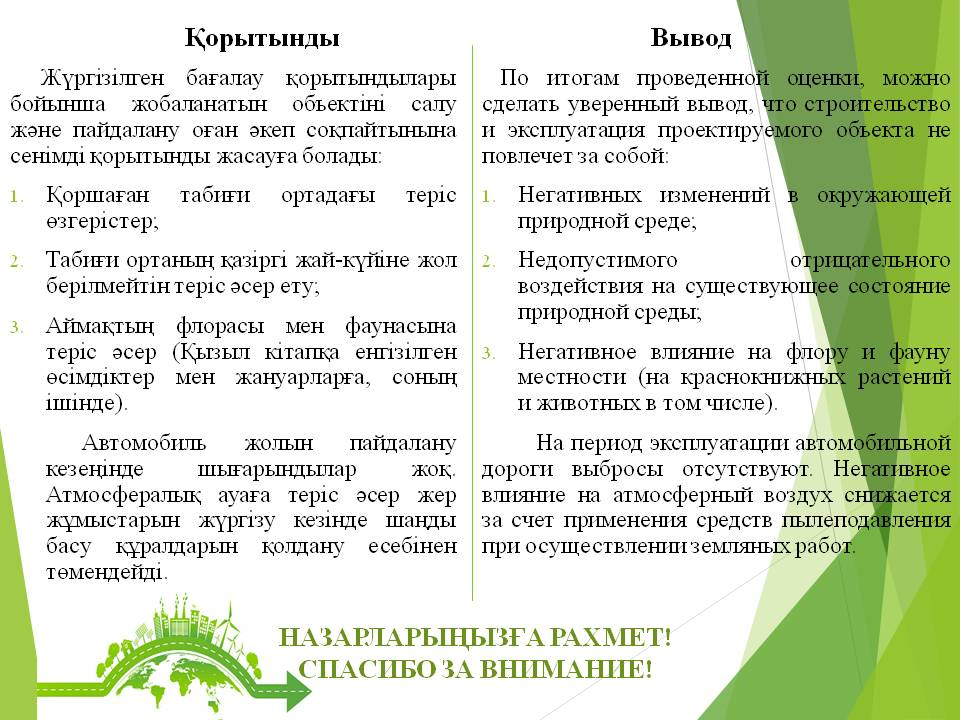 Қорытынды
Жүргізілген бағалау қорытындылары
бойынша жобаланатын объектіні салу
және пайдалану оған әкеп соқпайтынына
сенімді қорытынды жасауға болады:
1. Қоршаған табиғи ортадағы теріс
өзгерістер;
2. Табиғи ортаның қазіргі жай-күйіне жол
берілмейтін теріс әсер ету;
3. Аймақтың флорасы мен фаунасына
теріс әсер (Қызыл кітапқа енгізілген
өсімдіктер мен жануарларға, соның
ішінде).
Автомобиль жолын пайдалану
кезеңінде шығарындылар жоқ.
Атмосфералық ауаға теріс әсер жер
жұмыстарын жүргізу кезінде шаңды
басу құралдарын қолдану есебінен
төмендейді.
Вывод
По итогам проведенной оценки, можно
сделать уверенный вывод, что строительство
и эксплуатация проектируемого объекта не
повлечет за собой:
1. Негативных изменений в окружающей
природной среде;
2. Недопустимого отрицательного
воздействия на существующее состояние
природной среды;
3. Негативное влияние на флору и фауну
местности (на краснокнижных растений
и животных в том числе).
На период эксплуатации автомобильной
дороги выбросы отсутствуют. Негативное
влияние на атмосферный воздух снижается
за счет применения средств пылеподавления
при осуществлении земляных работ.
НАЗАРЛАРЫҢЫЗҒА РАХМЕТ!
СПАСИБО ЗА ВНИМАНИЕ!